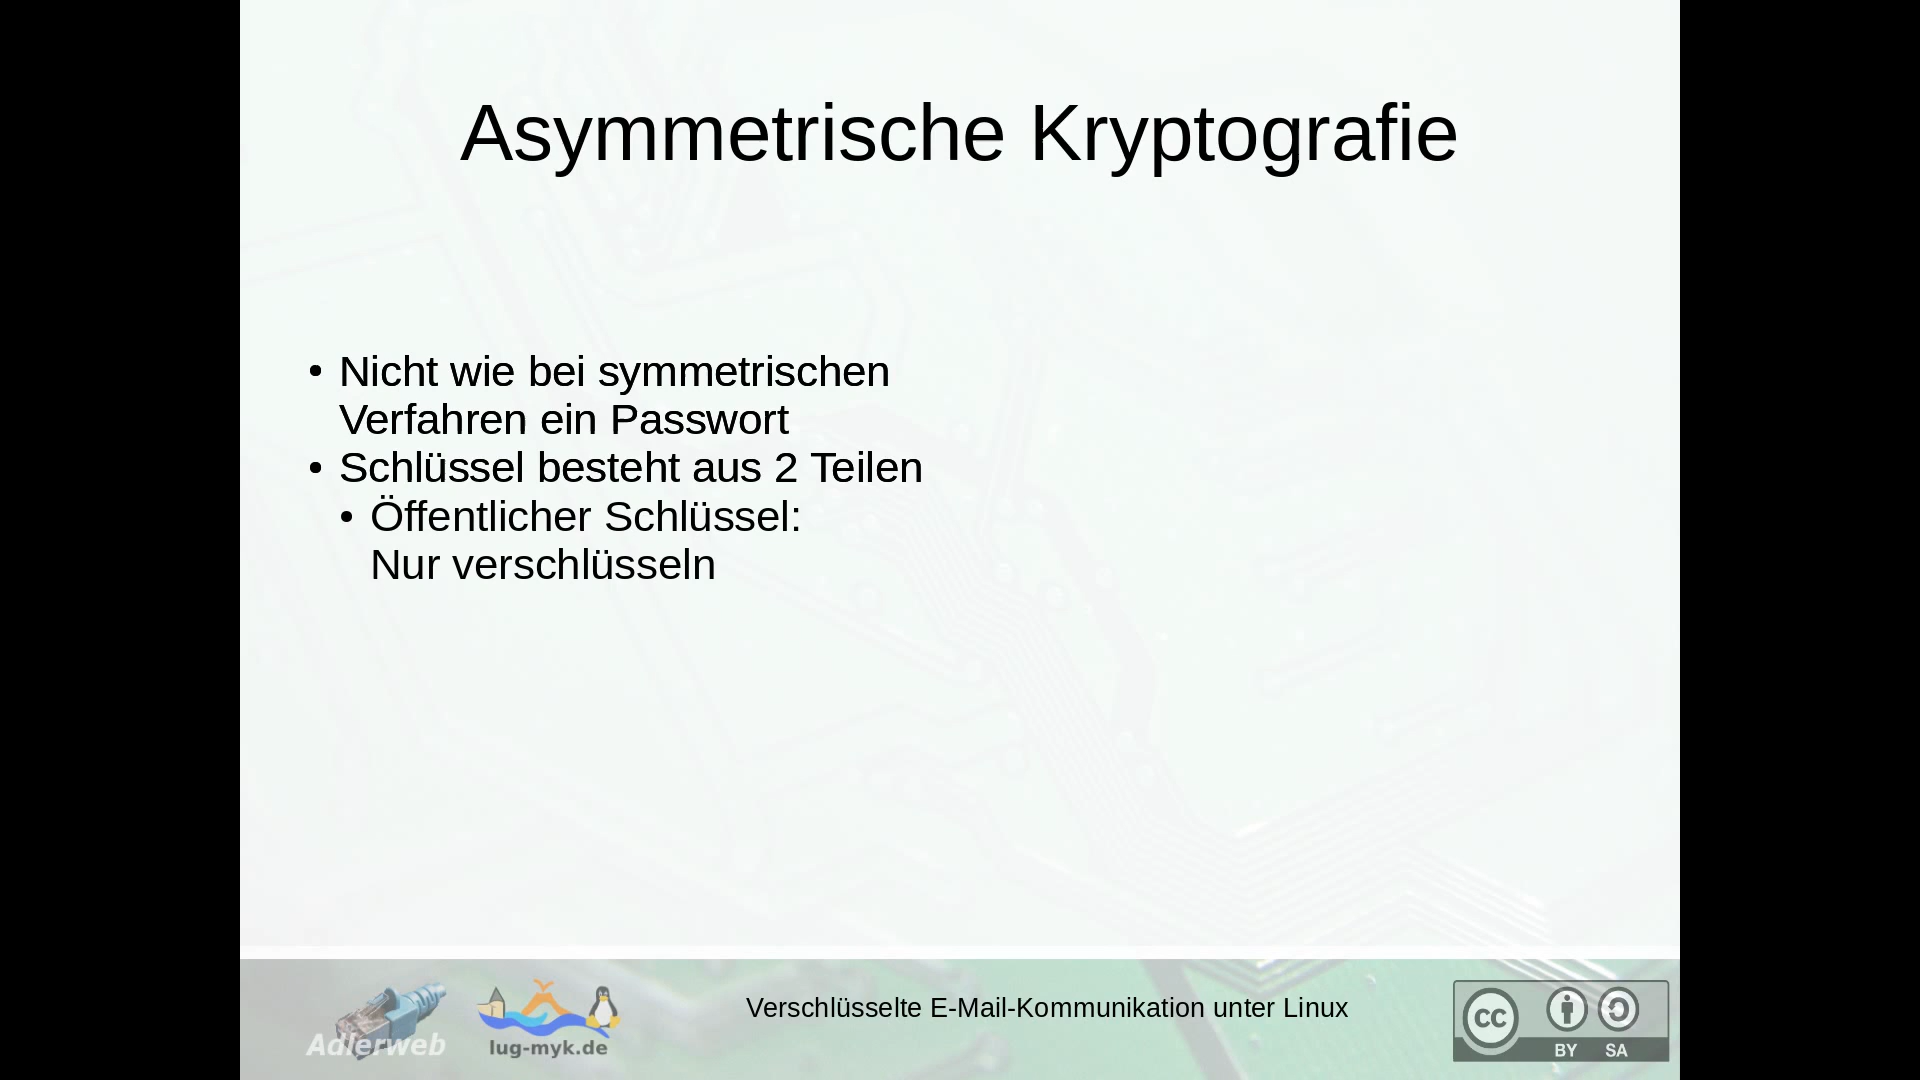 Asymmetrische Kryptografie
• Nicht wie bei symmetrischen
Verfahren ein Passwort
• Schlüssel besteht aus 2 Teilen
• Öffentlicher Schlüssel:
Nur verschlüsseln
Adlerweb
lug-myk.de
Verschlüsselte E-Mail-Kommunikation unter Linux
CC
BY SA